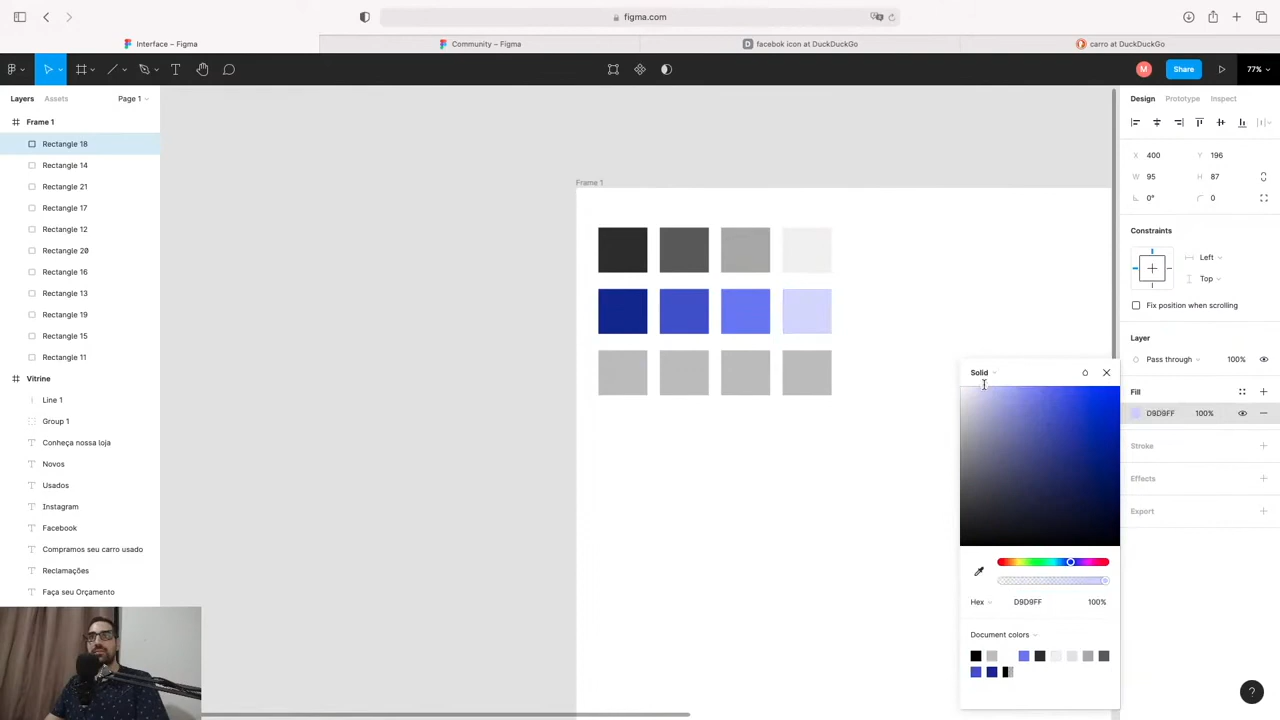 figma.com
Interface – Figma
Community – Figma
D
facebok icon at DuckDuckGo
carro at DuckDuckGo
M
Share
77%
Layers
Assets
Page 1
Design
Prototype
Inspect
Frame 1
Rectangle 18
Rectangle 14
Rectangle 21
Rectangle 17
Rectangle 12
Rectangle 20
Rectangle 16
Rectangle 13
Rectangle 19
Rectangle 15
Rectangle 11
Vitrine
Line 1
Group 1
Conheça nossa loja
Novos
Usados
Instagram
Facebook
Compramos seu carro usado
Reclamações
Faça seu Orçamento
Frame 1
X 400
Y 196
W 95
H 87
0°
0
Constraints
Left
Top
Fix position when scrolling
Layer
Pass through 100%
Fill
D9D9FF 100%
Stroke
Effects
Export
Solid
Hex D9D9FF 100%
Document colors
?